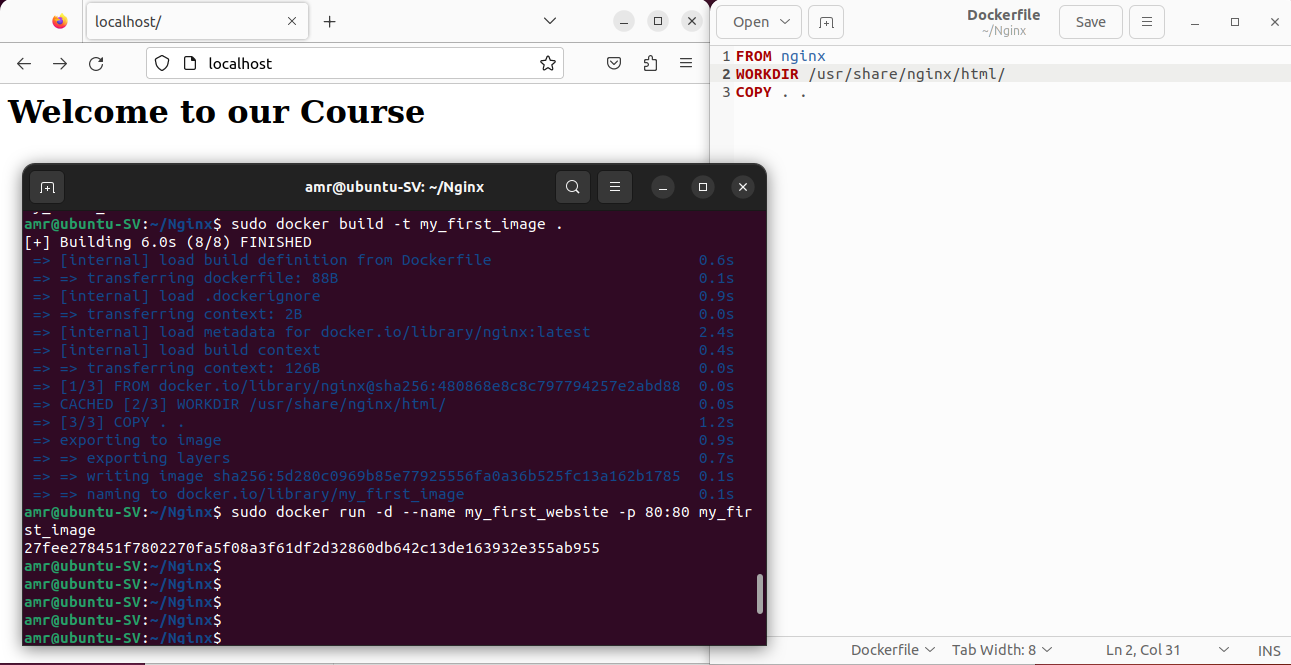 localhost/
localhost
Welcome to our Course
Open
Dockerfile
~/Nginx
Save
1 FROM nginx
2 WORKDIR /usr/share/nginx/html/
3 COPY . .
amr@ubuntu-SV: ~/Nginx
amr@ubuntu-SV:~/Nginx$ sudo docker build -t my_first_image .
[+] Building 6.0s (8/8) FINISHED
=> [internal] load build definition from Dockerfile 0.6s
=> => transferring dockerfile: 88B 0.1s
=> [internal] load .dockerignore 0.9s
=> => transferring context: 2B 0.0s
=> [internal] load metadata for docker.io/library/nginx:latest 2.4s
=> [internal] load build context 0.4s
=> => transferring context: 126B 0.0s
=> [1/3] FROM docker.io/library/nginx@sha256:480868e8c8c797794257e2abd88 0.0s
=> CACHED [2/3] WORKDIR /usr/share/nginx/html/ 0.0s
=> [3/3] COPY . . 1.2s
=> exporting to image 0.9s
=> => exporting layers 0.7s
=> => writing image sha256:5d280c0969b85e77925556fa0a36b525fc13a162b1785 0.1s
=> => naming to docker.io/library/my_first_image 0.1s
amr@ubuntu-SV:~/Nginx$ sudo docker run -d --name my_first_website -p 80:80 my_fir
st_image
27fee278451f7802270fa5f08a3f61df2d32860db642c13de163932e355ab955
amr@ubuntu-SV:~/Nginx$
amr@ubuntu-SV:~/Nginx$
amr@ubuntu-SV:~/Nginx$
amr@ubuntu-SV:~/Nginx$
amr@ubuntu-SV:~/Nginx$
Dockerfile
Tab Width: 8
Ln 2, Col 31
INS